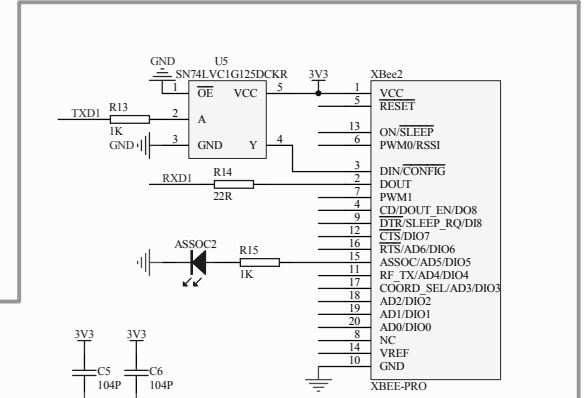 GND
U5
SN74LVC1G125DCKR
3V3
XBee2
1
OE
VCC
5
1
VCC
5
RESET
TXD1
R13
2
A
13
ON/SLEEP
1K
6
PWM0/RSSI
GND
3
GND
Y
4
3
DIN/CONFIG
RXD1
R14
2
DOUT
22R
7
PWM1
4
CD/DOUT_EN/DO8
9
DTR/SLEEP_RQ/DI8
12
CTS/DIO7
16
RTS/AD6/DIO6
ASSOC2
R15
15
ASSOC/AD5/DIO5
1K
11
RF_TX/AD4/DIO4
17
COORD_SEL/AD3/DIO3
18
AD2/DIO2
19
AD1/DIO1
20
AD0/DIO0
8
NC
14
VREF
10
GND
XBEE-PRO
3V3
3V3
C5
C6
104P
104P